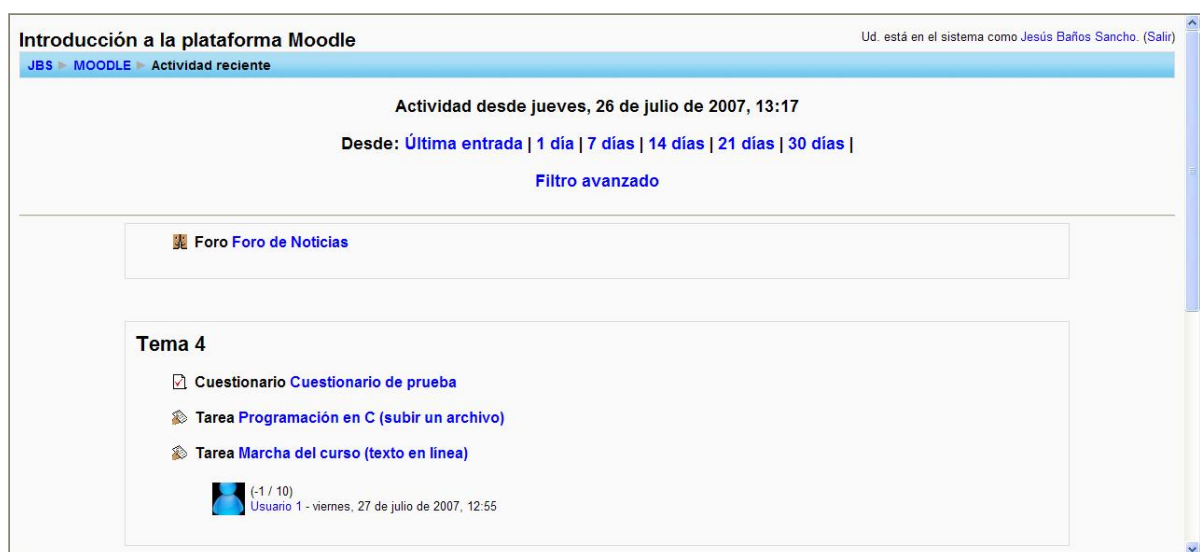 Introducción a la plataforma Moodle
Ud. está en el sistema como Jesús Baños Sancho. (Salir)
JBS ► MOODLE ► Actividad reciente
Actividad desde jueves, 26 de julio de 2007, 13:17
Desde: Última entrada | 1 día | 7 días | 14 días | 21 días | 30 días |
Filtro avanzado
Foro Foro de Noticias
Tema 4
Cuestionario Cuestionario de prueba
Tarea Programación en C (subir un archivo)
Tarea Marcha del curso (texto en línea)
(-1 / 10)
Usuario 1 - viernes, 27 de julio de 2007, 12:55